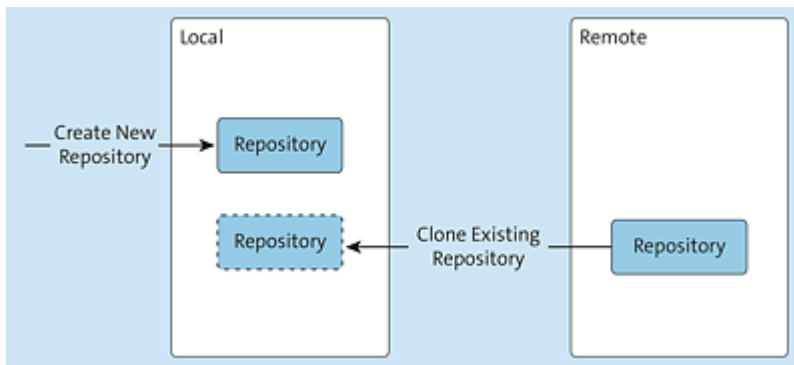 Local
Remote
Create New
Repository
Repository
Repository
Clone Existing
Repository
Repository